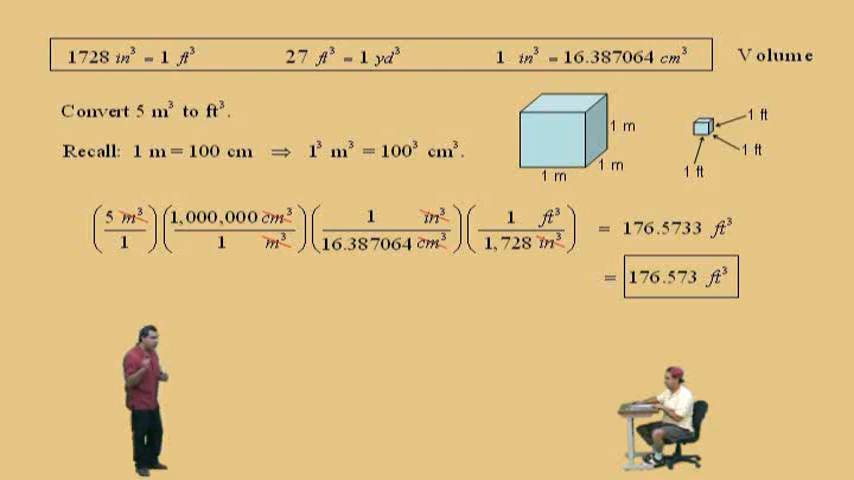 1728 in³ = 1 ft³ 27 ft³ = 1 yd³ 1 in³ = 16.387064 cm³ Volume
Convert 5 m³ to ft³.
Recall: 1 m = 100 cm ⇒ 1³ m³ = 100³ cm³.
1 m
1 m
1 m
1 ft
1 ft
1 ft
(5 m³ / 1)(1,000,000 cm³ / 1 m³)(1 in³ / 16.387064 cm³)(1 ft³ / 1,728 in³) = 176.5733 ft³
= 176.573 ft³